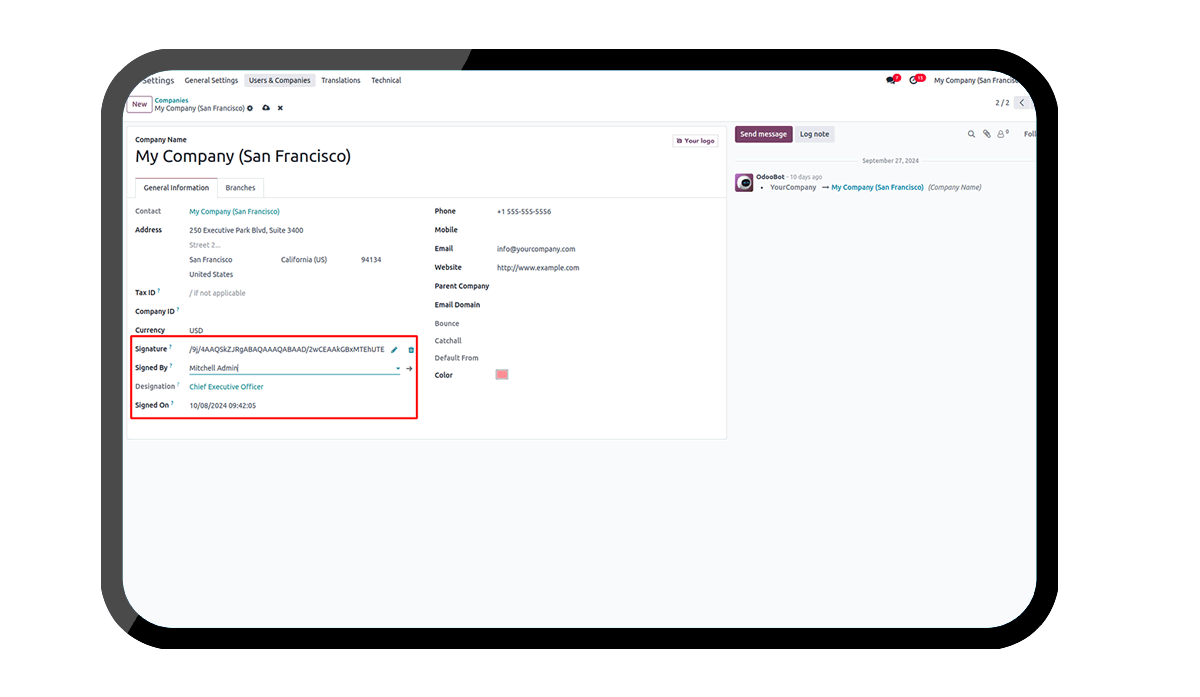 Settings General Settings Users & Companies Translations Technical 7 15 My Company (San Francisco
New Companies
My Company (San Francisco) 2 / 2
Company Name
Your logo
My Company (San Francisco)
General Information Branches
Contact My Company (San Francisco)
Address 250 Executive Park Blvd, Suite 3400
Street 2...
San Francisco California (US) 94134
United States
Tax ID ? / if not applicable
Company ID ?
Currency USD
Signature ? /9j/4AAQSkZJRgABAQAAAQABAAD/2wCEAAkGBxMTEhUTE
Signed By ? Mitchell Admin
Designation ? Chief Executive Officer
Signed On ? 10/08/2024 09:42:05
Phone +1 555-555-5556
Mobile
Email info@yourcompany.com
Website http://www.example.com
Parent Company
Email Domain
Bounce
Catchall
Default From
Color
Send message Log note 0 Foll
September 27, 2024
OdooBot - 10 days ago
• YourCompany → My Company (San Francisco) (Company Name)